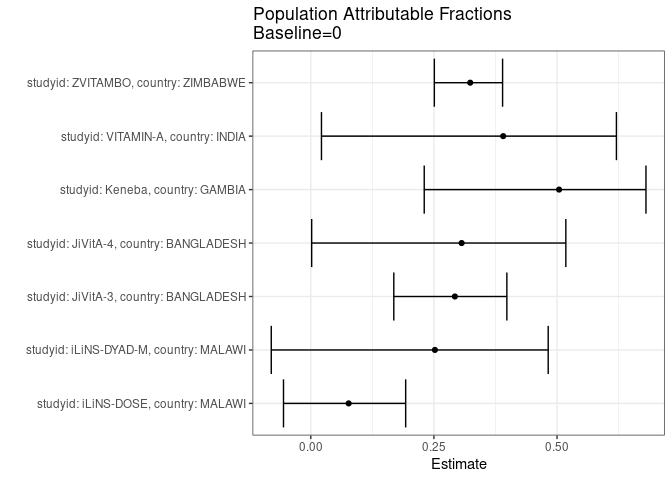 Population Attributable Fractions
Baseline=0
studyid: ZVITAMBO, country: ZIMBABWE
studyid: VITAMIN-A, country: INDIA
studyid: Keneba, country: GAMBIA
studyid: JiVitA-4, country: BANGLADESH
studyid: JiVitA-3, country: BANGLADESH
studyid: iLiNS-DYAD-M, country: MALAWI
studyid: iLiNS-DOSE, country: MALAWI
0.00 0.25 0.50
Estimate